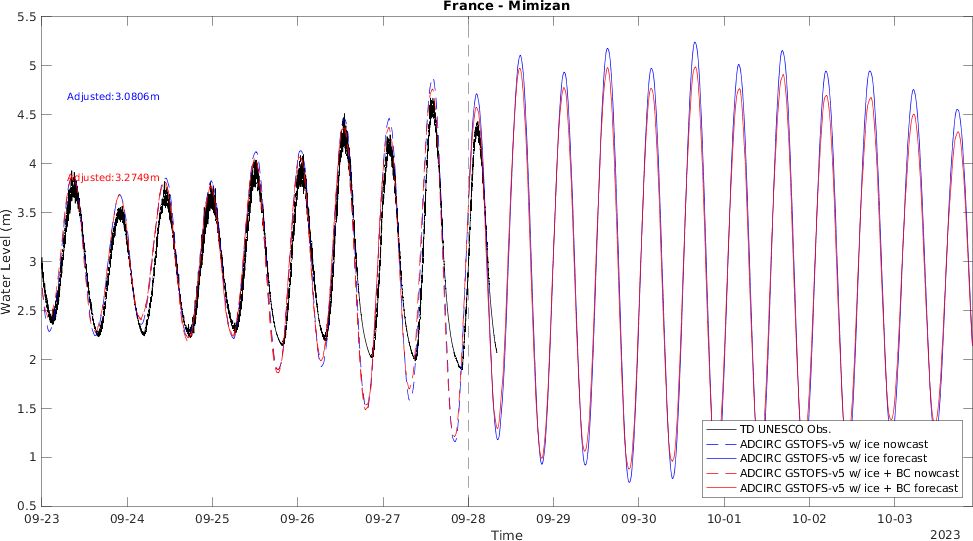 France - Mimizan
5.5
5
4.5
4
3.5
3
2.5
2
1.5
1
0.5
Water Level (m)
Adjusted:3.0806m
Adjusted:3.2749m
TD UNESCO Obs.
ADCIRC GSTOFS-v5 w/ ice nowcast
ADCIRC GSTOFS-v5 w/ ice forecast
ADCIRC GSTOFS-v5 w/ ice + BC nowcast
ADCIRC GSTOFS-v5 w/ ice + BC forecast
09-23 09-24 09-25 09-26 09-27 09-28 09-29 09-30 10-01 10-02 10-03
Time
2023